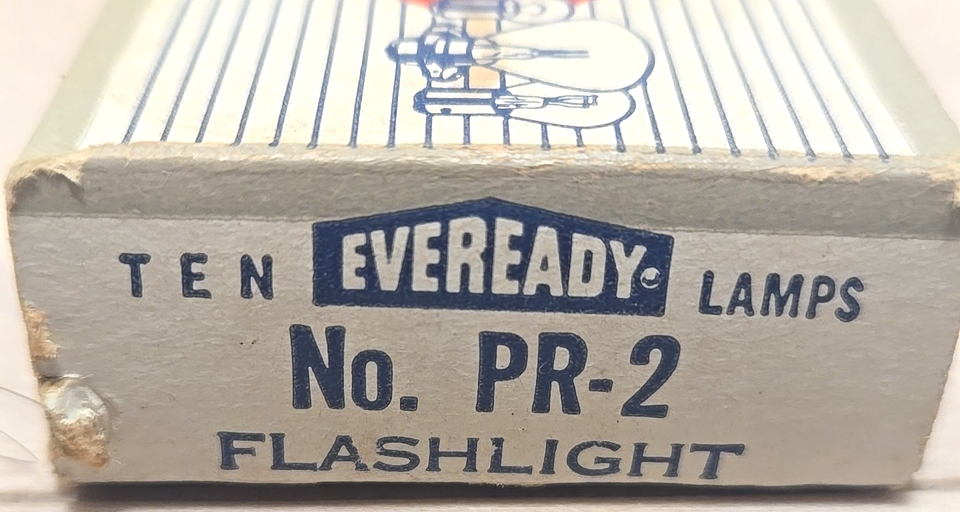 TEN EVEREADY LAMPS
No. PR-2
FLASHLIGHT